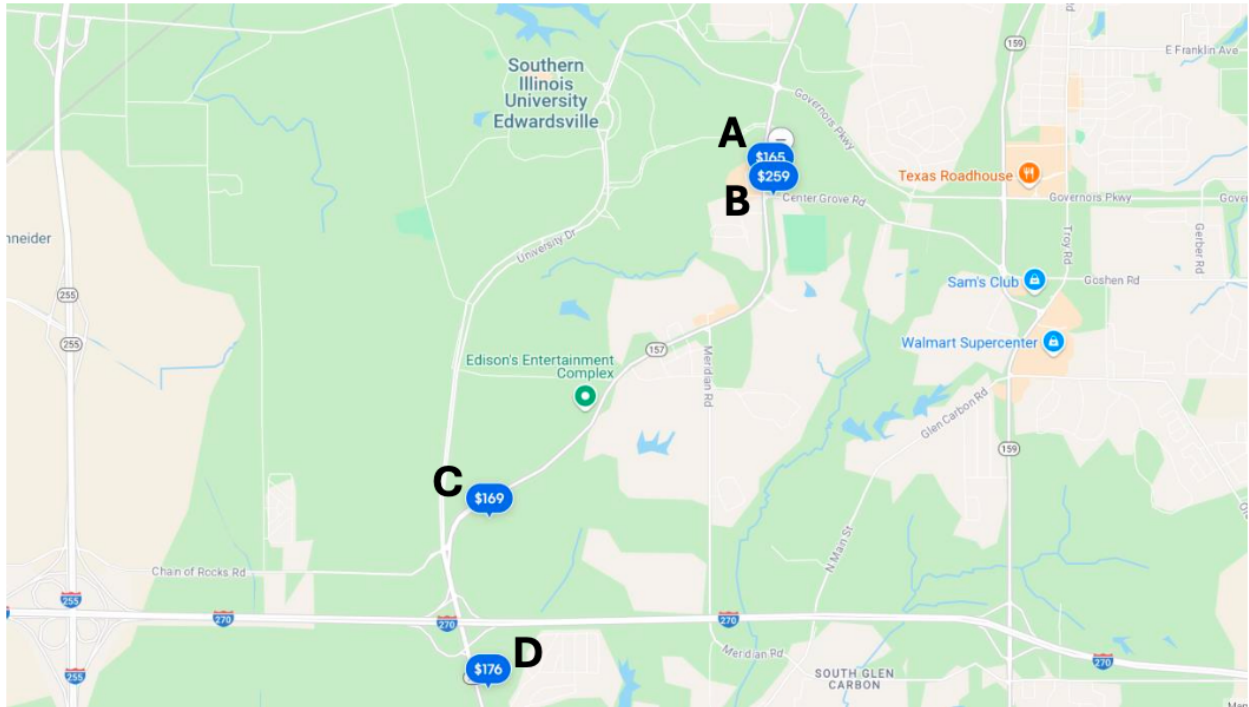 159
Rd
E Franklin Ave
Southern
Illinois
University
Edwardsville
Governors Pkwy
A
$165
$259
B
Texas Roadhouse
Center Grove Rd
Governors Pkwy
Gover
hneider
University Dr
Troy Rd
Gerber Rd
255
Sam's Club
Goshen Rd
255
157
Walmart Supercenter
Edison's Entertainment
Complex
Meridian Rd
Glen Carbon Rd
159
C
$169
N Main St
Chain of Rocks Rd
255
270
270
270
D
$176
Meridian Rd
270
255
SOUTH GLEN
CARBON